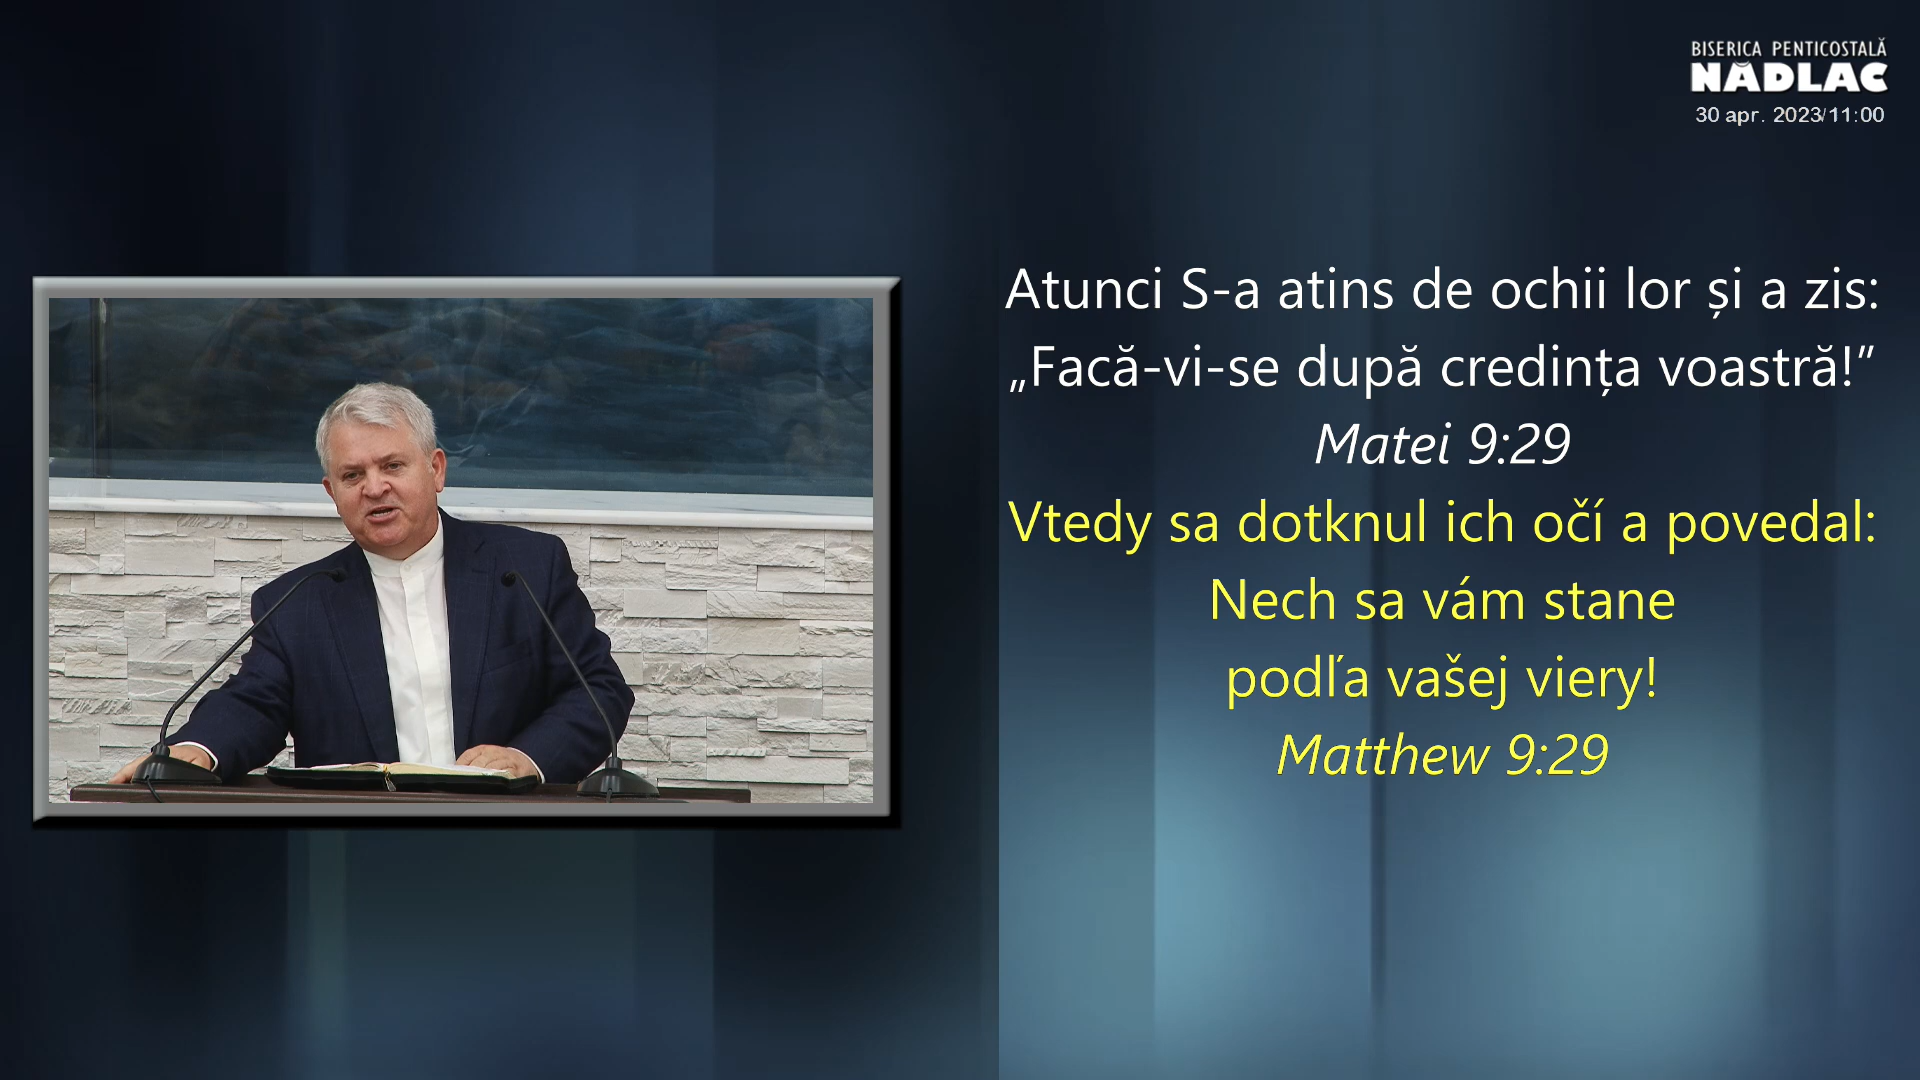 BISERICA PENTICOSTALĂ
NĂDLAC
30 apr. 2023/11:00
Atunci S-a atins de ochii lor și a zis:
„Facă-vi-se după credința voastră!”
Matei 9:29
Vtedy sa dotknul ich očí a povedal:
Nech sa vám stane
podľa vašej viery!
Matthew 9:29